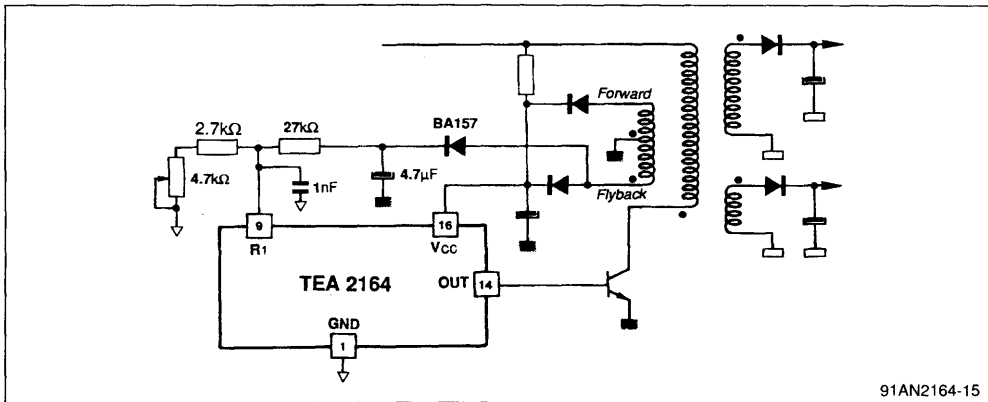 Forward
2.7kΩ
27kΩ
BA157
4.7kΩ
1nF
4.7µF
Flyback
9
R1
16
VCC
TEA 2164
OUT
14
GND
1
91AN2164-15